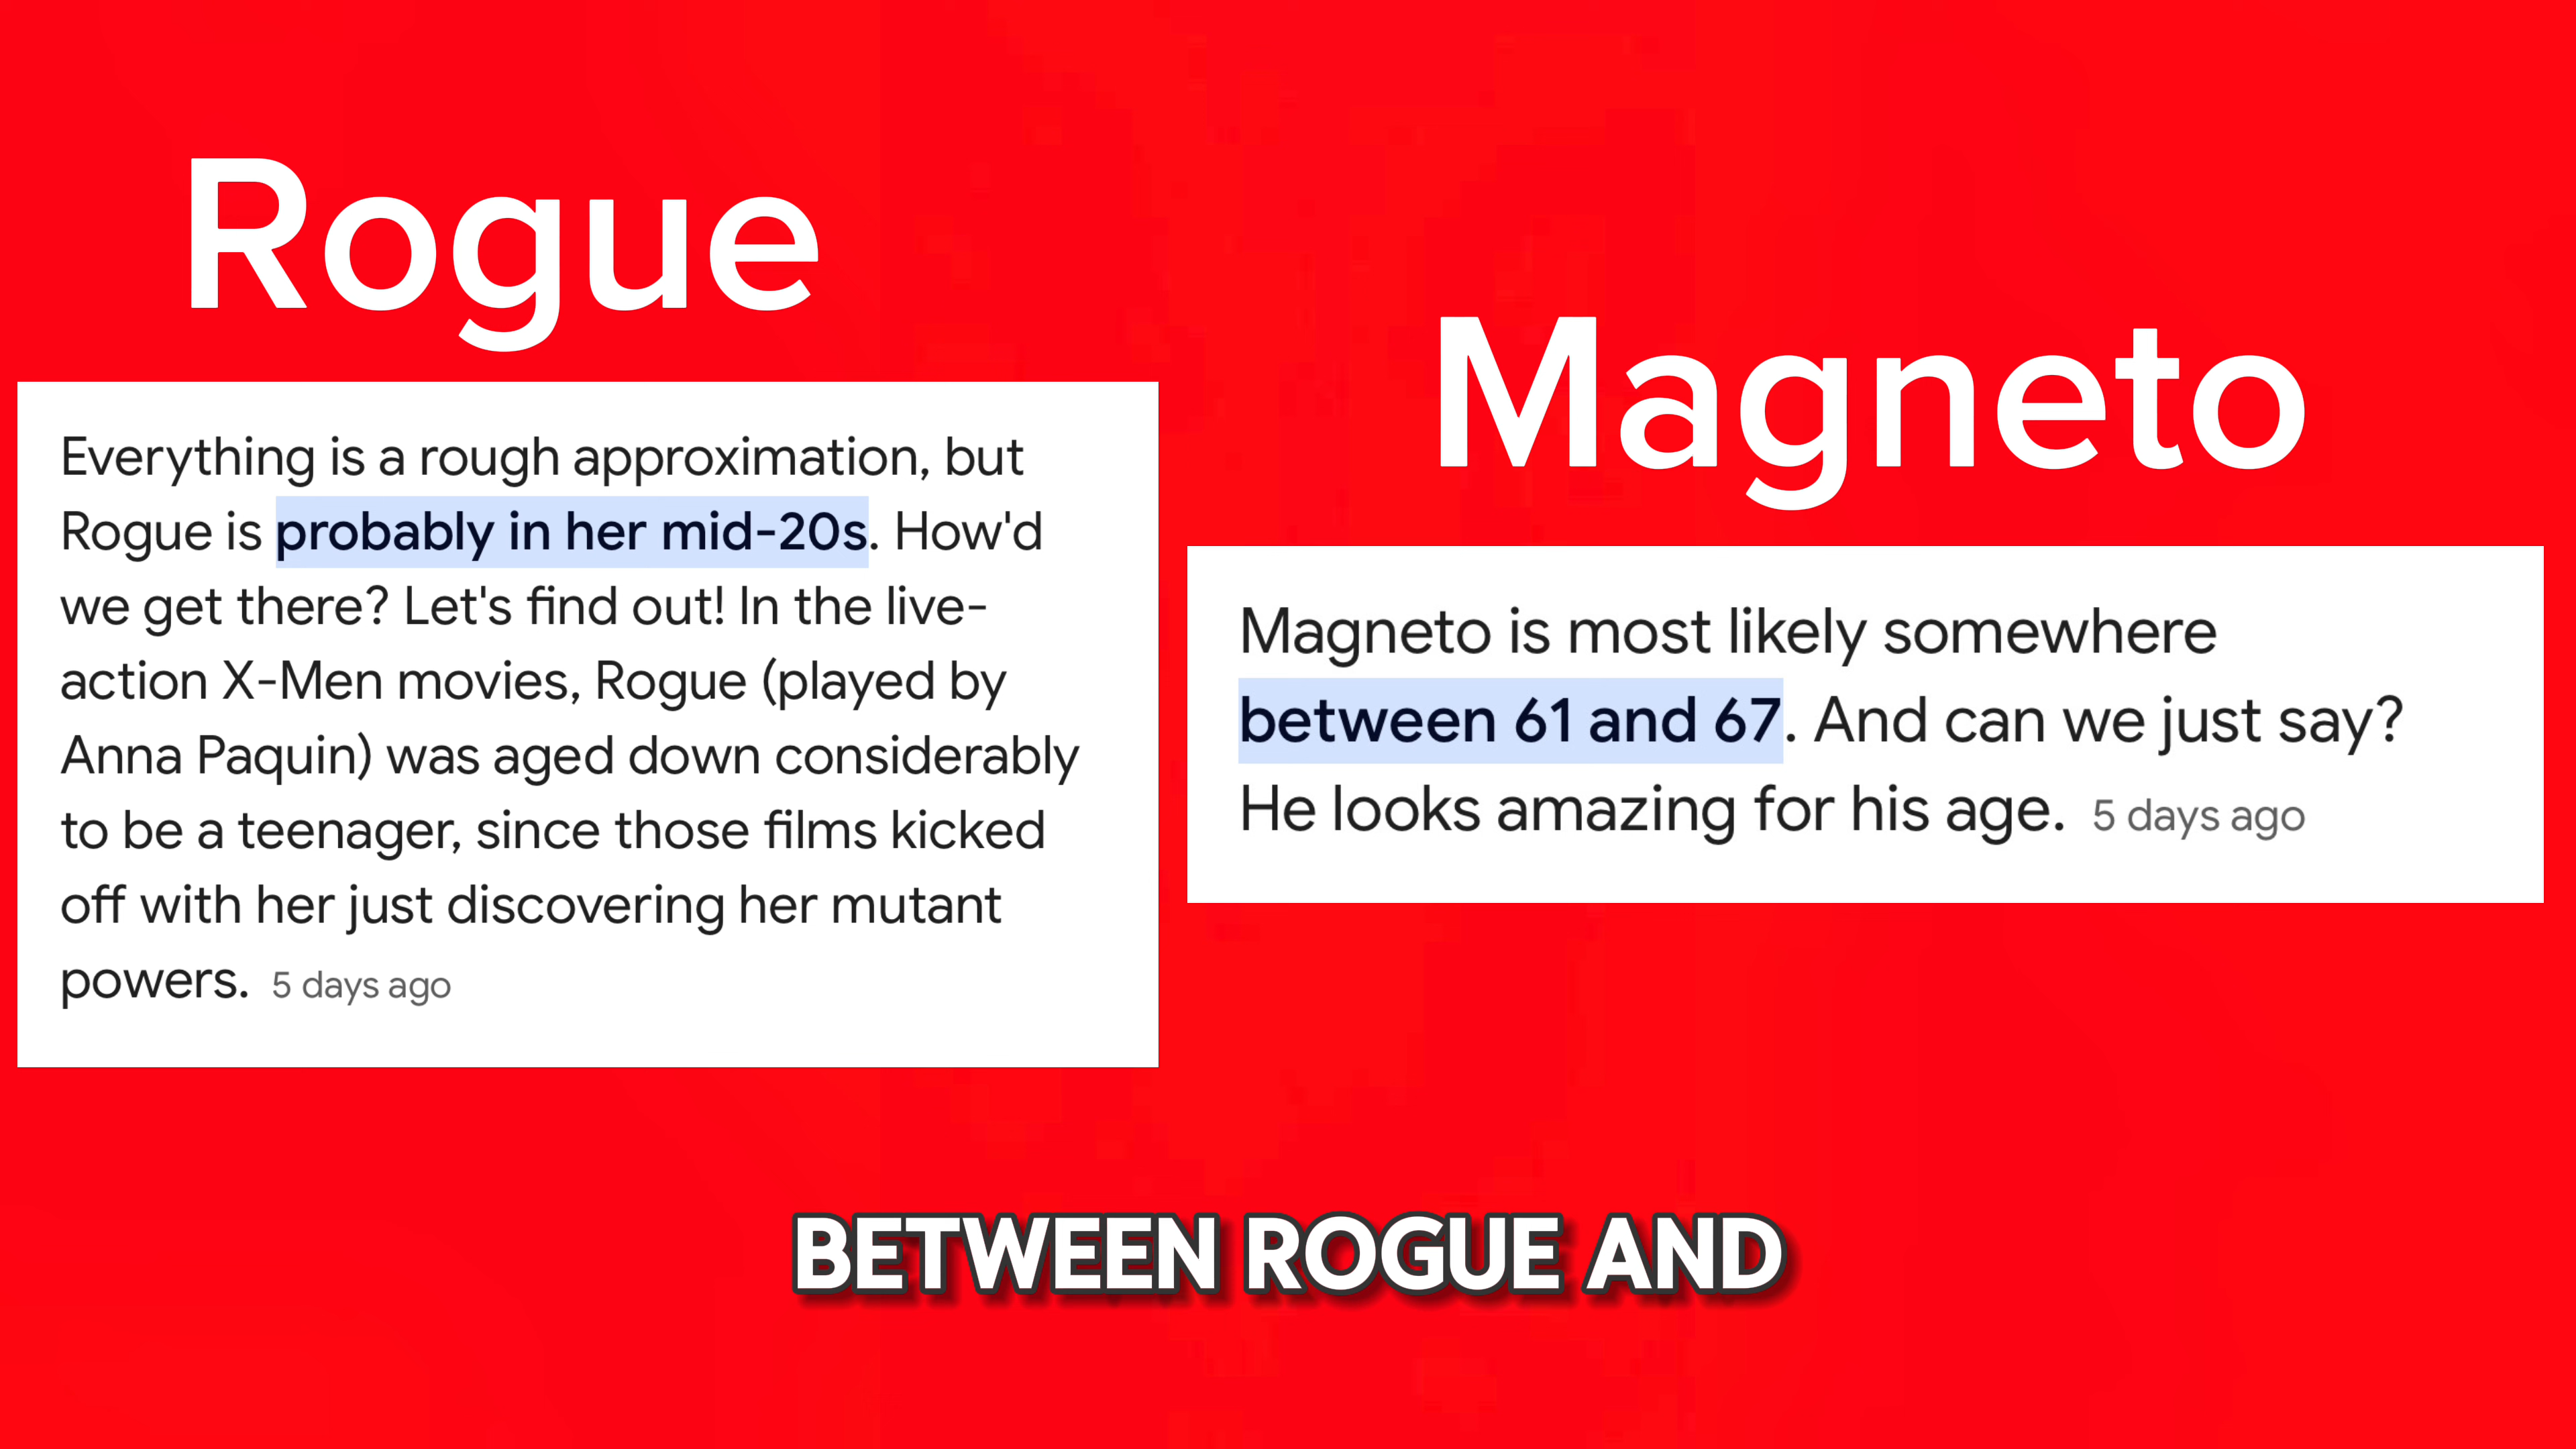 Rogue
Everything is a rough approximation, but
Rogue is probably in her mid-20s. How'd
we get there? Let's find out! In the live-
action X-Men movies, Rogue (played by
Anna Paquin) was aged down considerably
to be a teenager, since those films kicked
off with her just discovering her mutant
powers. 5 days ago
Magneto
Magneto is most likely somewhere
between 61 and 67. And can we just say?
He looks amazing for his age. 5 days ago
BETWEEN ROGUE AND